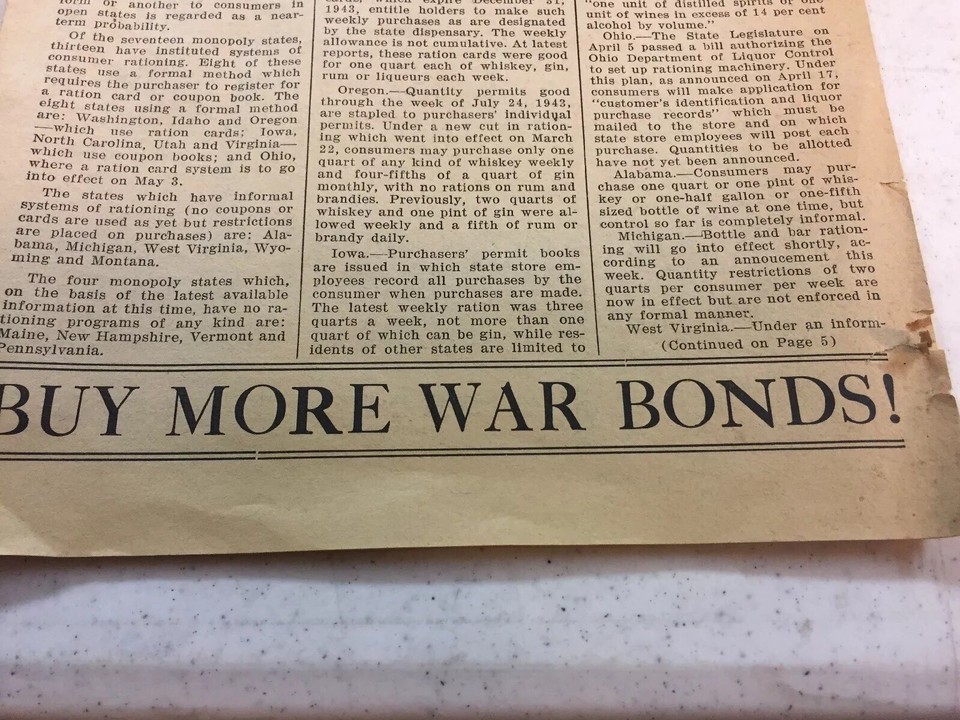 form or another to consumers in
open states is regarded as a near-
probability.
Of the seventeen monopoly states,
thirteen have instituted systems of
consumer rationing. Eight of these
states use a formal method which
requires the purchaser to register for
a ration card or coupon book. The
eight states using a formal method
are: Washington, Idaho and Oregon
—which use ration cards; Iowa,
North Carolina, Utah and Virginia—
which use coupon books; and Ohio,
where a ration card system is to go
into effect on May 3.
The states which have informal
systems of rationing (no coupons or
cards are used as yet but restrictions
are placed on purchases) are: Ala-
bama, Michigan, West Virginia, Wyo-
ming and Montana.
The four monopoly states which,
on the basis of the latest available
information at this time, have no ra-
tioning programs of any kind are:
Maine, New Hampshire, Vermont and
Pennsylvania.
cards, which expire December 31,
1943, entitle holders to make such
weekly purchases as are designated
by the state dispensary. The weekly
allowance is not cumulative. At latest
reports, these ration cards were good
for one quart each of whiskey, gin,
rum or liqueurs each week.
Oregon.—Quantity permits good
through the week of July 24, 1943,
are stapled to purchasers' individual
permits. Under a new cut in ration-
ing which went into effect on March
22, consumers may purchase only one
quart of any kind of whiskey weekly
and four-fifths of a quart of gin
monthly, with no rations on rum and
brandies. Previously, two quarts of
whiskey and one pint of gin were al-
lowed weekly and a fifth of rum or
brandy daily.
Iowa.—Purchasers' permit books
are issued in which state store em-
ployees record all purchases by the
consumer when purchases are made.
The latest weekly ration was three
quarts a week, not more than one
quart of which can be gin, while res-
idents of other states are limited to
"one unit of distilled spirits or one
unit of wines in excess of 14 per cent
alcohol by volume."
Ohio.—The State Legislature on
April 5 passed a bill authorizing the
Ohio Department of Liquor Control
to set up rationing machinery. Under
this plan, as announced on April 17,
consumers will make application for
"customer's identification and liquor
purchase records" which must be
mailed to the store and on which
state store employees will post each
purchase. Quantities to be allotted
have not yet been announced.
Alabama.—Consumers may pur-
chase one quart or one pint of whis-
key or one-half gallon or one-fifth
sized bottle of wine at one time, but
control so far is completely informal.
Michigan.—Bottle and bar ration-
ing will go into effect shortly, ac-
cording to an annoucement this
week. Quantity restrictions of two
quarts per consumer per week are
now in effect but are not enforced in
any formal manner.
West Virginia.—Under an inform-
(Continued on Page 5)
BUY MORE WAR BONDS!